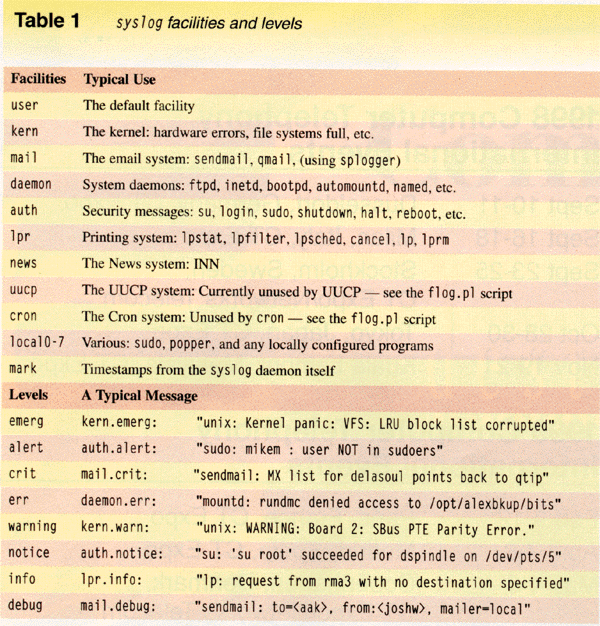 Table 1 syslog facilities and levels
Facilities Typical Use
user The default facility
kern The kernel: hardware errors, file systems full, etc.
mail The email system: sendmail, qmail, (using splogger)
daemon System daemons: ftpd, inetd, bootpd, automountd, named, etc.
auth Security messages: su, login, sudo, shutdown, halt, reboot, etc.
lpr Printing system: lpstat, lpfilter, lpsched, cancel, lp, lprm
news The News system: INN
uucp The UUCP system: Currently unused by UUCP — see the flog.pl script
cron The Cron system: Unused by cron — see the flog.pl script
local0-7 Various: sudo, popper, and any locally configured programs
mark Timestamps from the syslog daemon itself
Levels A Typical Message
emerg kern.emerg: "unix: Kernel panic: VFS: LRU block list corrupted"
alert auth.alert: "sudo: mikem : user NOT in sudoers"
crit mail.crit: "sendmail: MX list for delasoul points back to qtip"
err daemon.err: "mountd: rundmc denied access to /opt/alexbkup/bits"
warning kern.warn: "unix: WARNING: Board 2: SBus PTE Parity Error."
notice auth.notice: "su: 'su root' succeeded for dspindle on /dev/pts/5"
info lpr.info: "lp: request from rma3 with no destination specified"
debug mail.debug: "sendmail: to=<aak>, from:<joshw>, mailer=local"